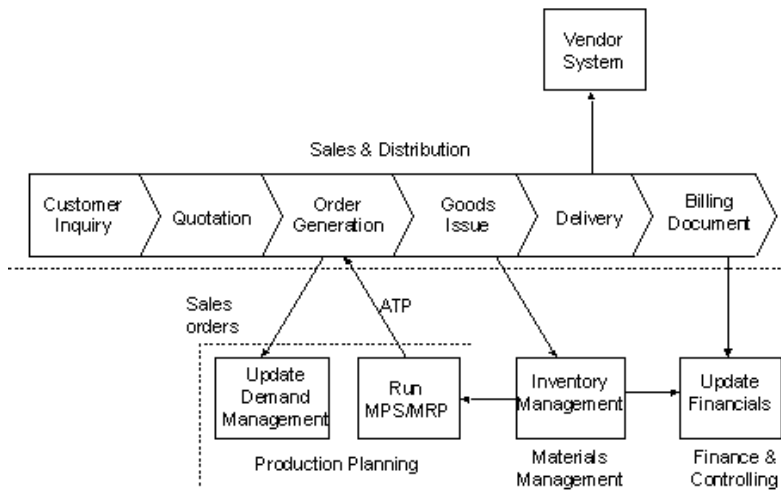 Vendor
System
Sales & Distribution
Customer
Inquiry
Quotation
Order
Generation
Goods
Issue
Delivery
Billing
Document
Sales
orders
ATP
Update
Demand
Management
Run
MPS/MRP
Inventory
Management
Update
Financials
Production Planning
Materials
Management
Finance &
Controlling